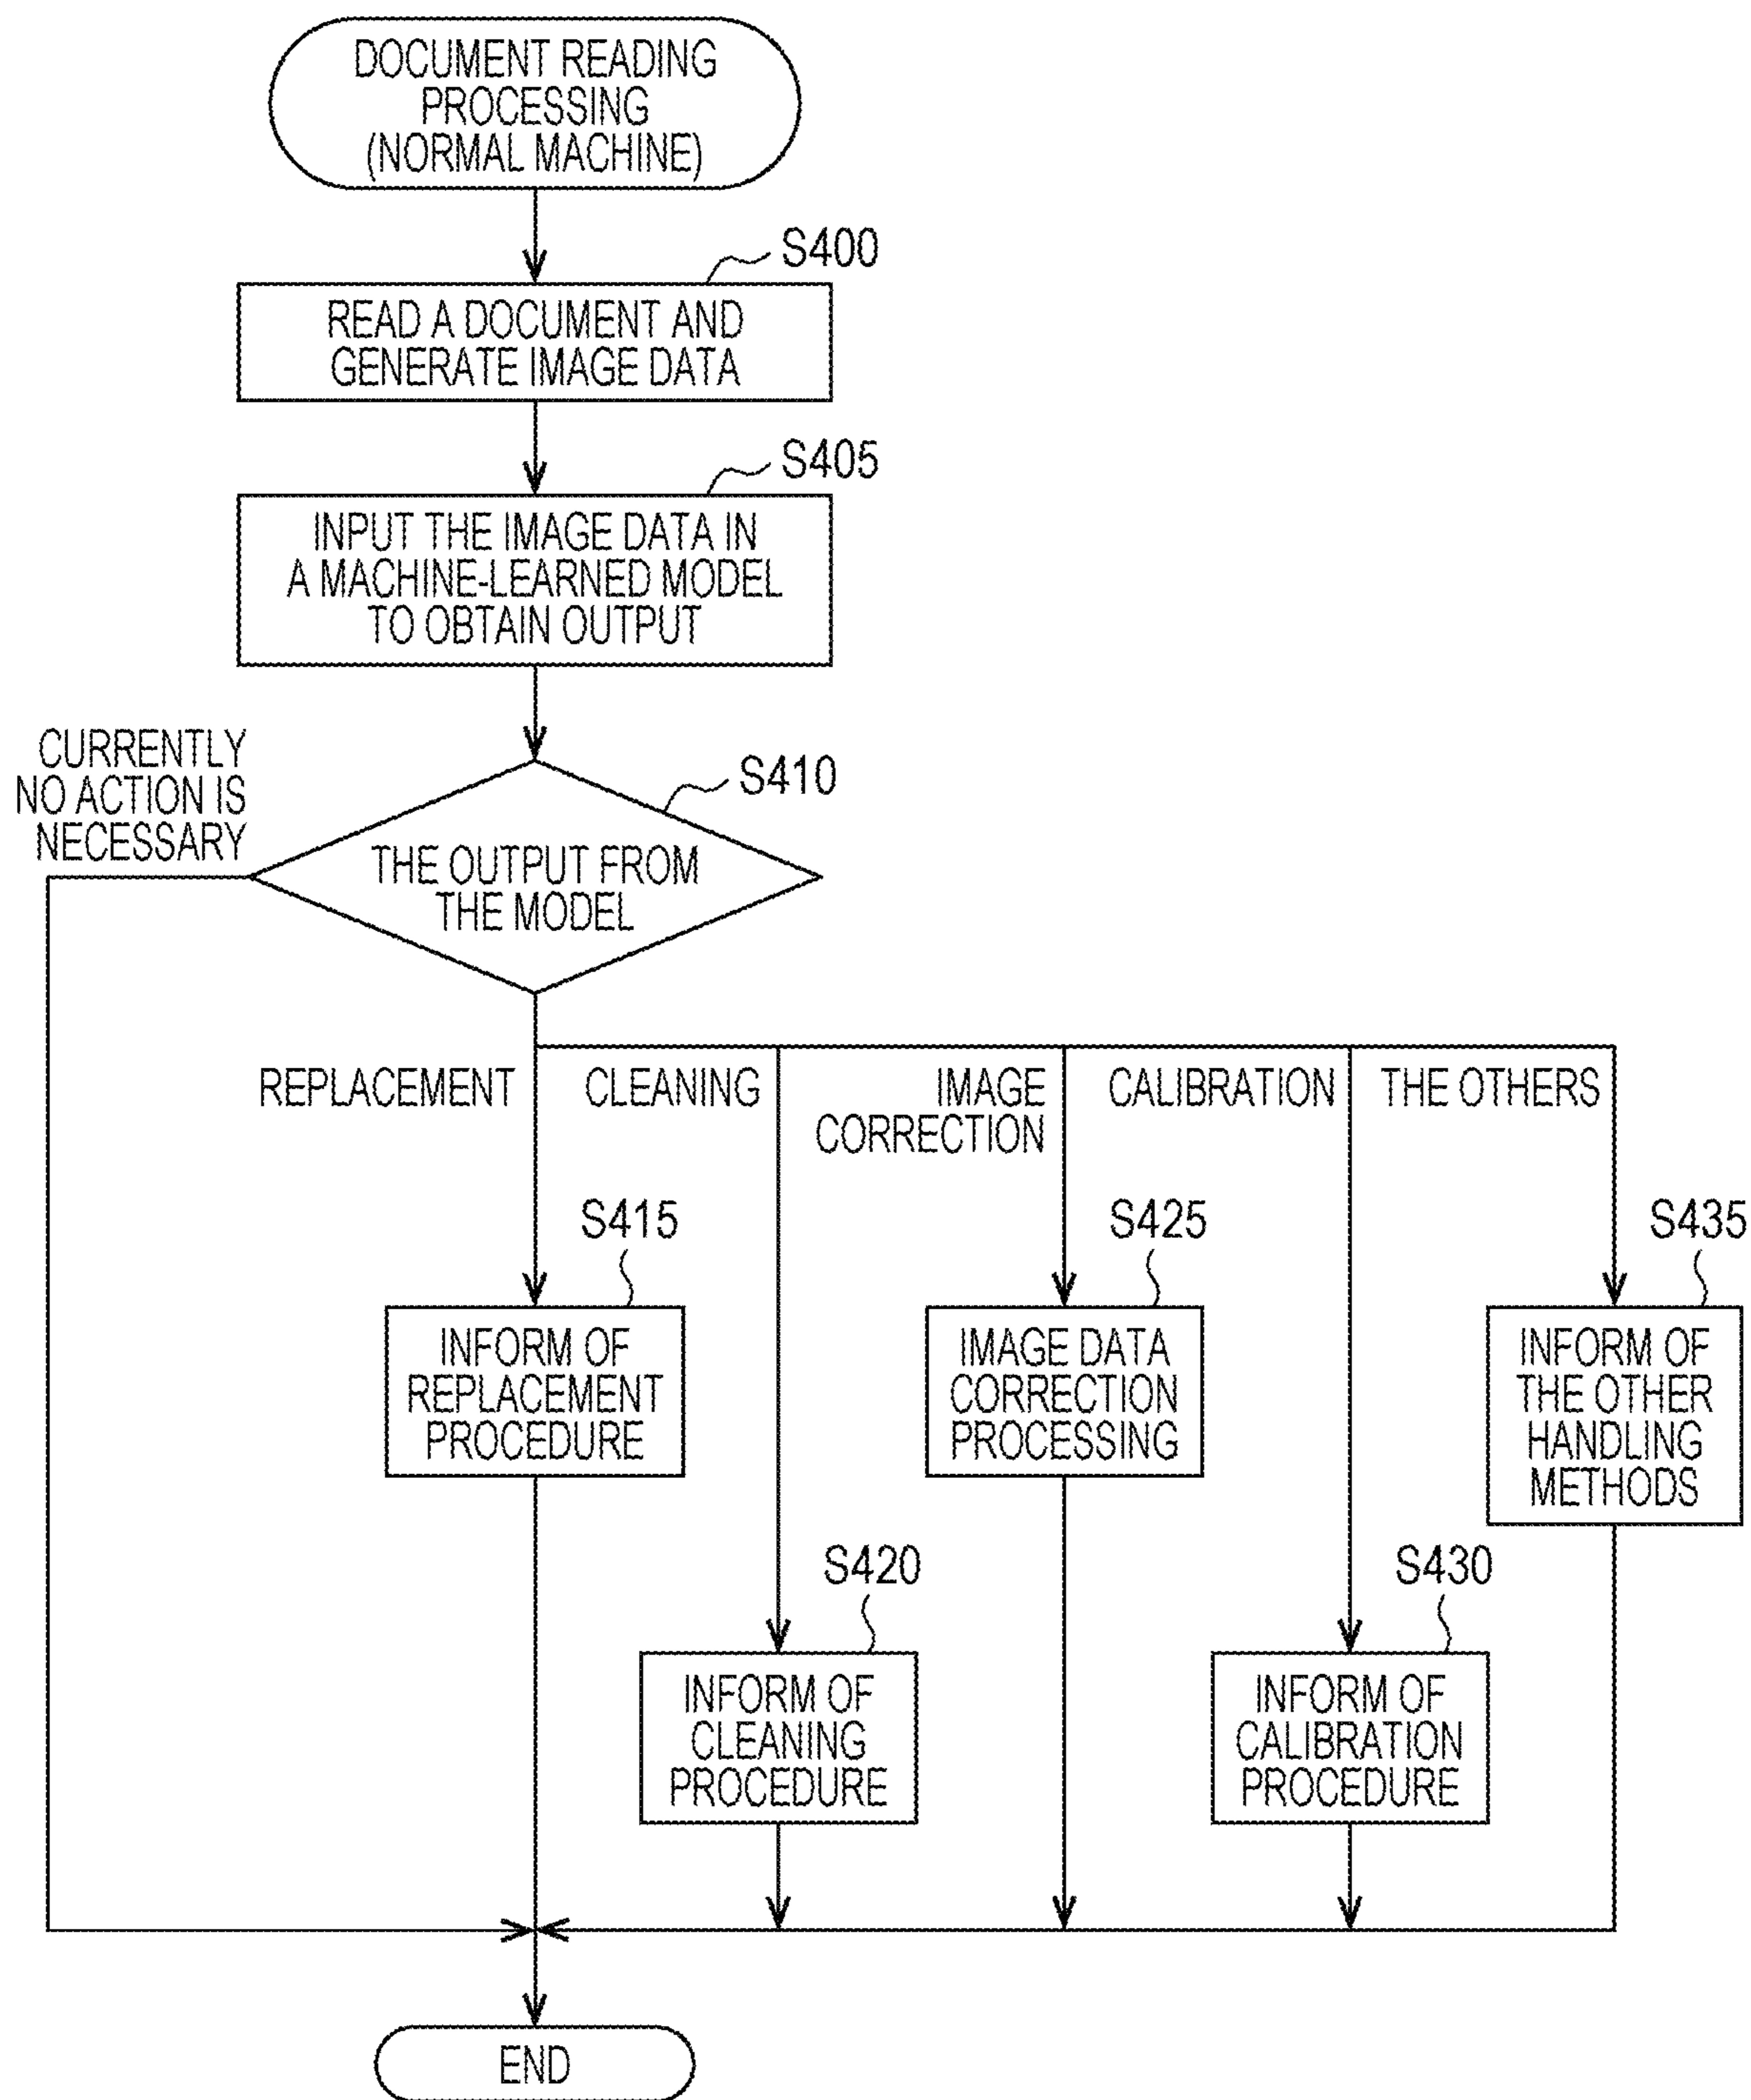 DOCUMENT READING
PROCESSING
(NORMAL MACHINE)
S400
READ A DOCUMENT AND
GENERATE IMAGE DATA
S405
INPUT THE IMAGE DATA IN
A MACHINE-LEARNED MODEL
TO OBTAIN OUTPUT
CURRENTLY
NO ACTION IS
NECESSARY
S410
THE OUTPUT FROM
THE MODEL
REPLACEMENT
CLEANING
IMAGE
CORRECTION
CALIBRATION
THE OTHERS
S415
INFORM OF
REPLACEMENT
PROCEDURE
S425
IMAGE DATA
CORRECTION
PROCESSING
S435
INFORM OF
THE OTHER
HANDLING
METHODS
S420
INFORM OF
CLEANING
PROCEDURE
S430
INFORM OF
CALIBRATION
PROCEDURE
END